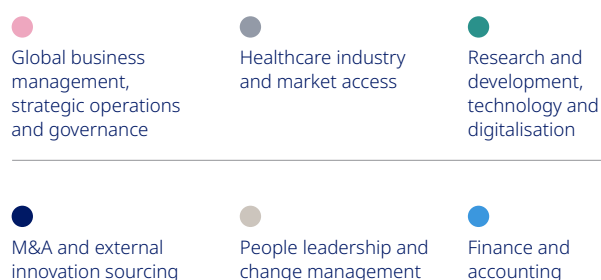 Global business
management,
strategic operations
and governance
Healthcare industry
and market access
Research and
development,
technology and
digitalisation
M&A and external
innovation sourcing
People leadership and
change management
Finance and
accounting